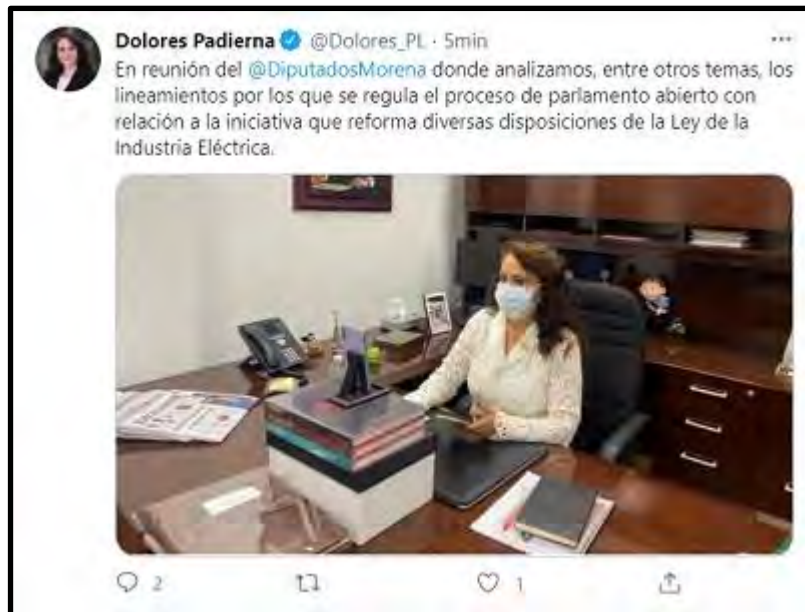 Dolores Padierna @Dolores_PL · 5min
En reunión del @DiputadosMorena donde analizamos, entre otros temas, los
lineamientos por los que se regula el proceso de parlamento abierto con
relación a la iniciativa que reforma diversas disposiciones de la Ley de la
Industria Eléctrica.
2 1